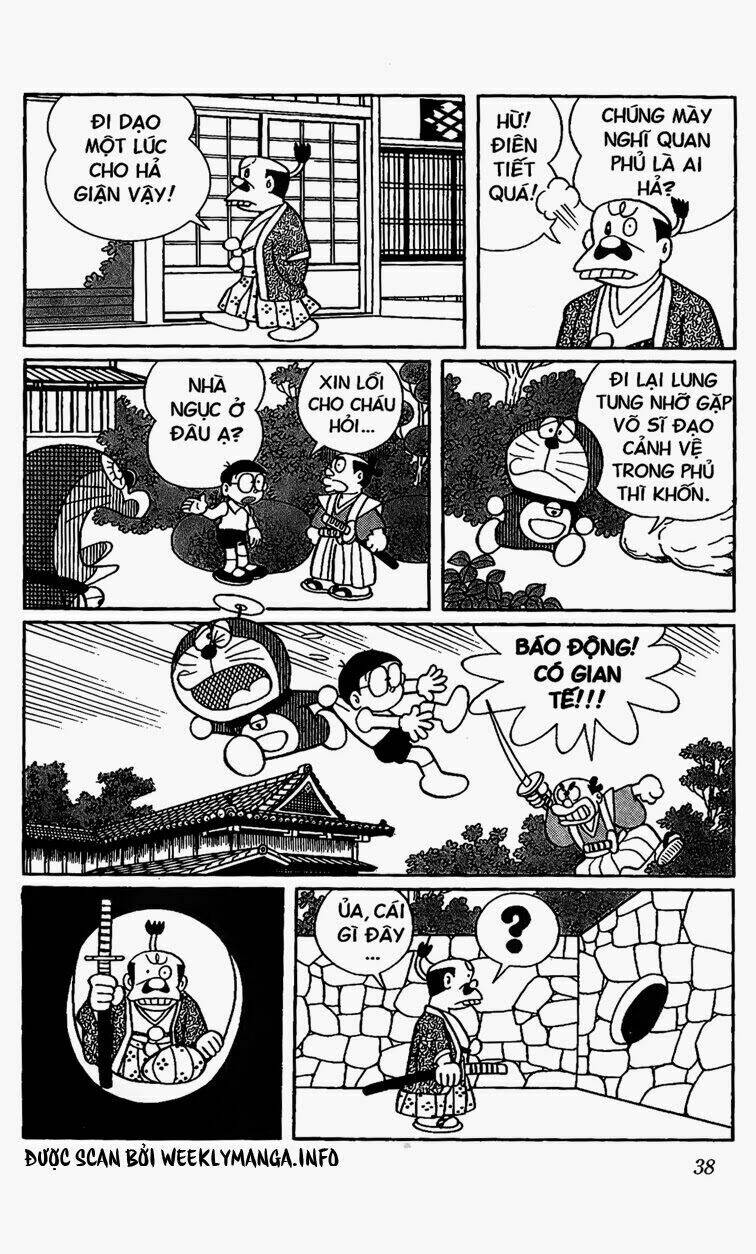 CHÚNG MÀY
NGHĨ QUAN
PHỦ LÀ AI
HẢ?
HỪ!
ĐIÊN
TIẾT
QUÁ!
ĐI DẠO
MỘT LÚC
CHO HẢ
GIẬN VẬY!
ĐI LẠI LUNG
TUNG NHỠ GẶP
VÕ SĨ ĐẠO
CẢNH VỆ
TRONG PHỦ
THÌ KHỐN.
XIN LỖI
CHO CHÁU
HỎI...
NHÀ
NGỤC Ở
ĐÂU Ạ?
BÁO ĐỘNG!
CÓ GIAN
TẾ!!!
?
ỦA, CÁI
GÌ ĐÂY
...
ĐƯỢC SCAN BỞI WEEKLYMANGA.INFO
38